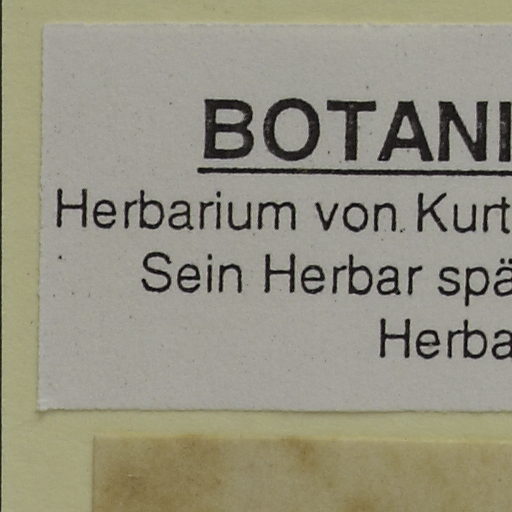 BOTANI
Herbarium von Kurt
Sein Herbar spä
Herba